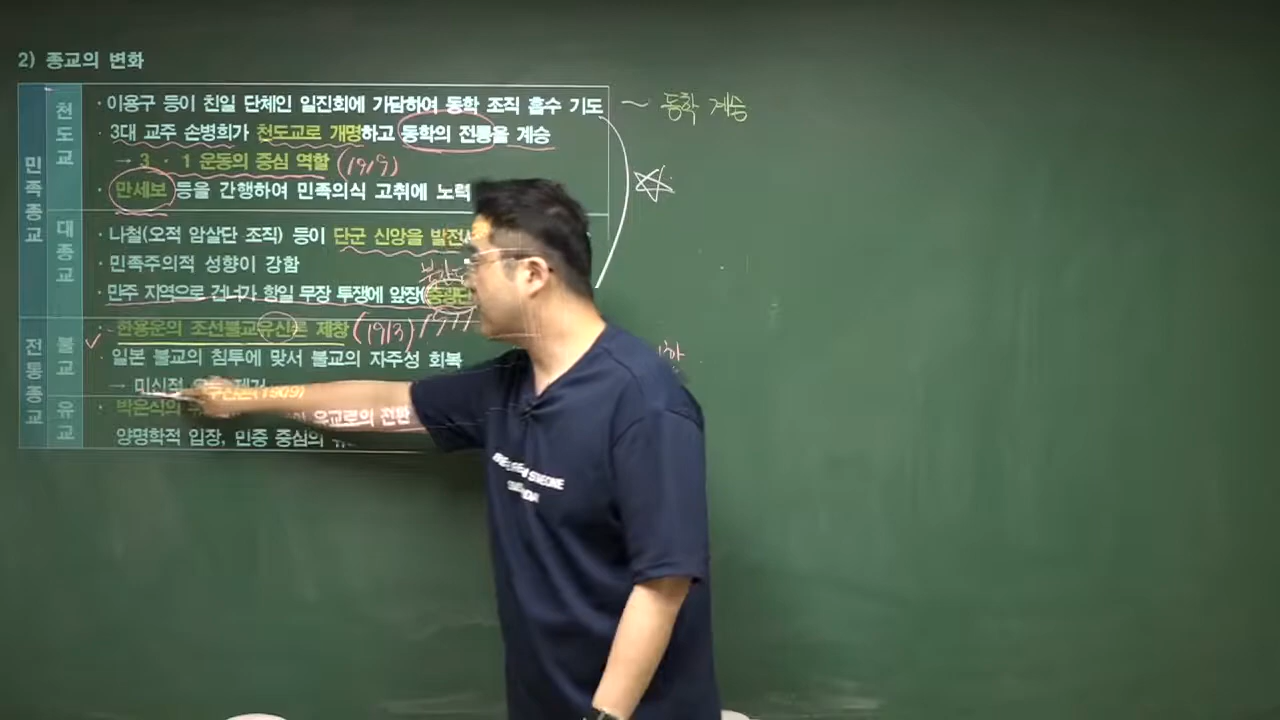 2) 종교의 변화
민족종교
천도교
· 이용구 등이 친일 단체인 일진회에 가담하여 동학 조직 흡수 기도 ~ 동학 계승
· 3대 교주 손병희가 천도교로 개명하고 동학의 전통을 계승
→ 3·1 운동의 중심 역할 (1919)
· 만세보 등을 간행하여 민족의식 고취에 노력
대종교
· 나철(오적 암살단 조직) 등이 단군 신앙을 발전
· 민족주의적 성향이 강함
· 만주 지역으로 건너가 항일 무장 투쟁에 앞장(중광단
전통종교
불교
· 한용운의 조선불교유신론 제창 (1913)
· 일본 불교의 침투에 맞서 불교의 자주성 회복
→ 미신적 제거
유교
· 박은식의 (1909) 유교로의 전환
양명학적 입장, 민중 중심의